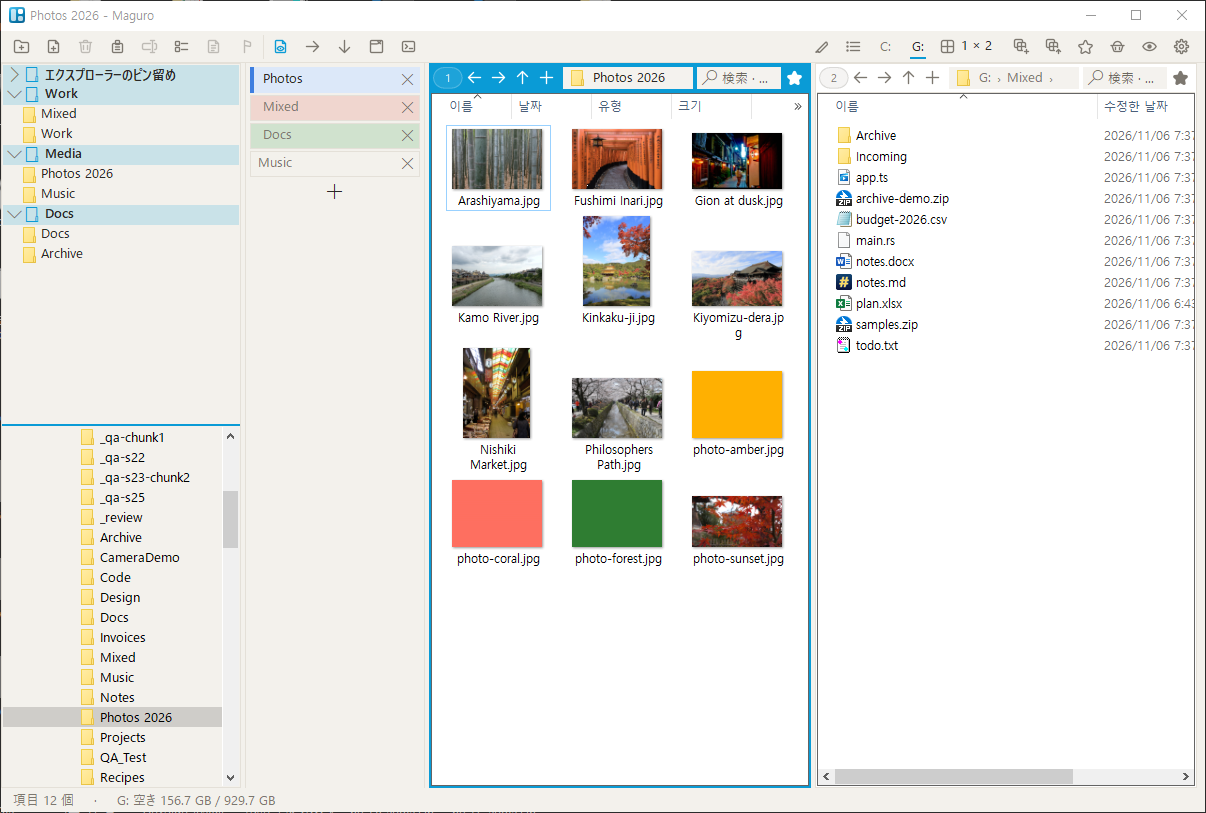 Photos 2026 - Maguro
C:
G:
1 × 2
エクスプローラーのピン留め
Work
Mixed
Work
Media
Photos 2026
Music
Docs
Docs
Archive
_qa-chunk1
_qa-s22
_qa-s23-chunk2
_qa-s25
_review
Archive
CameraDemo
Code
Design
Docs
Invoices
Mixed
Music
Notes
Photos 2026
Projects
QA_Test
Recipes
Photos
Mixed
Docs
Music
1
Photos 2026
検索 · ...
이름
날짜
유형
크기
»
Arashiyama.jpg
Fushimi Inari.jpg
Gion at dusk.jpg
Kamo River.jpg
Kinkaku-ji.jpg
Kiyomizu-dera.jp
g
Nishiki
Market.jpg
Philosophers
Path.jpg
photo-amber.jpg
photo-coral.jpg
photo-forest.jpg
photo-sunset.jpg
2
G: › Mixed ›
検索 · ...
이름
수정한 날짜
Archive 2026/11/06 7:37
Incoming 2026/11/06 7:37
app.ts 2026/11/06 7:37
archive-demo.zip 2026/11/06 7:37
budget-2026.csv 2026/11/06 7:37
main.rs 2026/11/06 7:37
notes.docx 2026/11/06 7:37
notes.md 2026/11/06 7:37
plan.xlsx 2026/11/06 6:43
samples.zip 2026/11/06 7:37
todo.txt 2026/11/06 7:37
項目 12 個 · G: 空き 156.7 GB / 929.7 GB